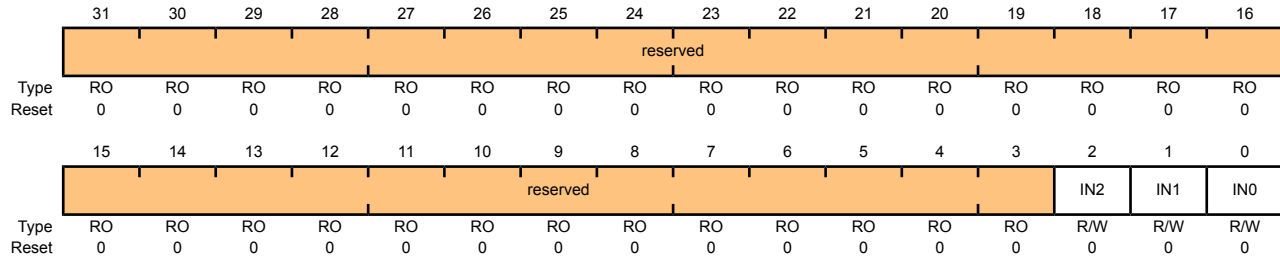 31 30 29 28 27 26 25 24 23 22 21 20 19 18 17 16
reserved
Type RO RO RO RO RO RO RO RO RO RO RO RO RO RO RO RO
Reset 0 0 0 0 0 0 0 0 0 0 0 0 0 0 0 0
15 14 13 12 11 10 9 8 7 6 5 4 3 2 1 0
reserved IN2 IN1 IN0
Type RO RO RO RO RO RO RO RO RO RO RO RO RO R/W R/W R/W
Reset 0 0 0 0 0 0 0 0 0 0 0 0 0 0 0 0